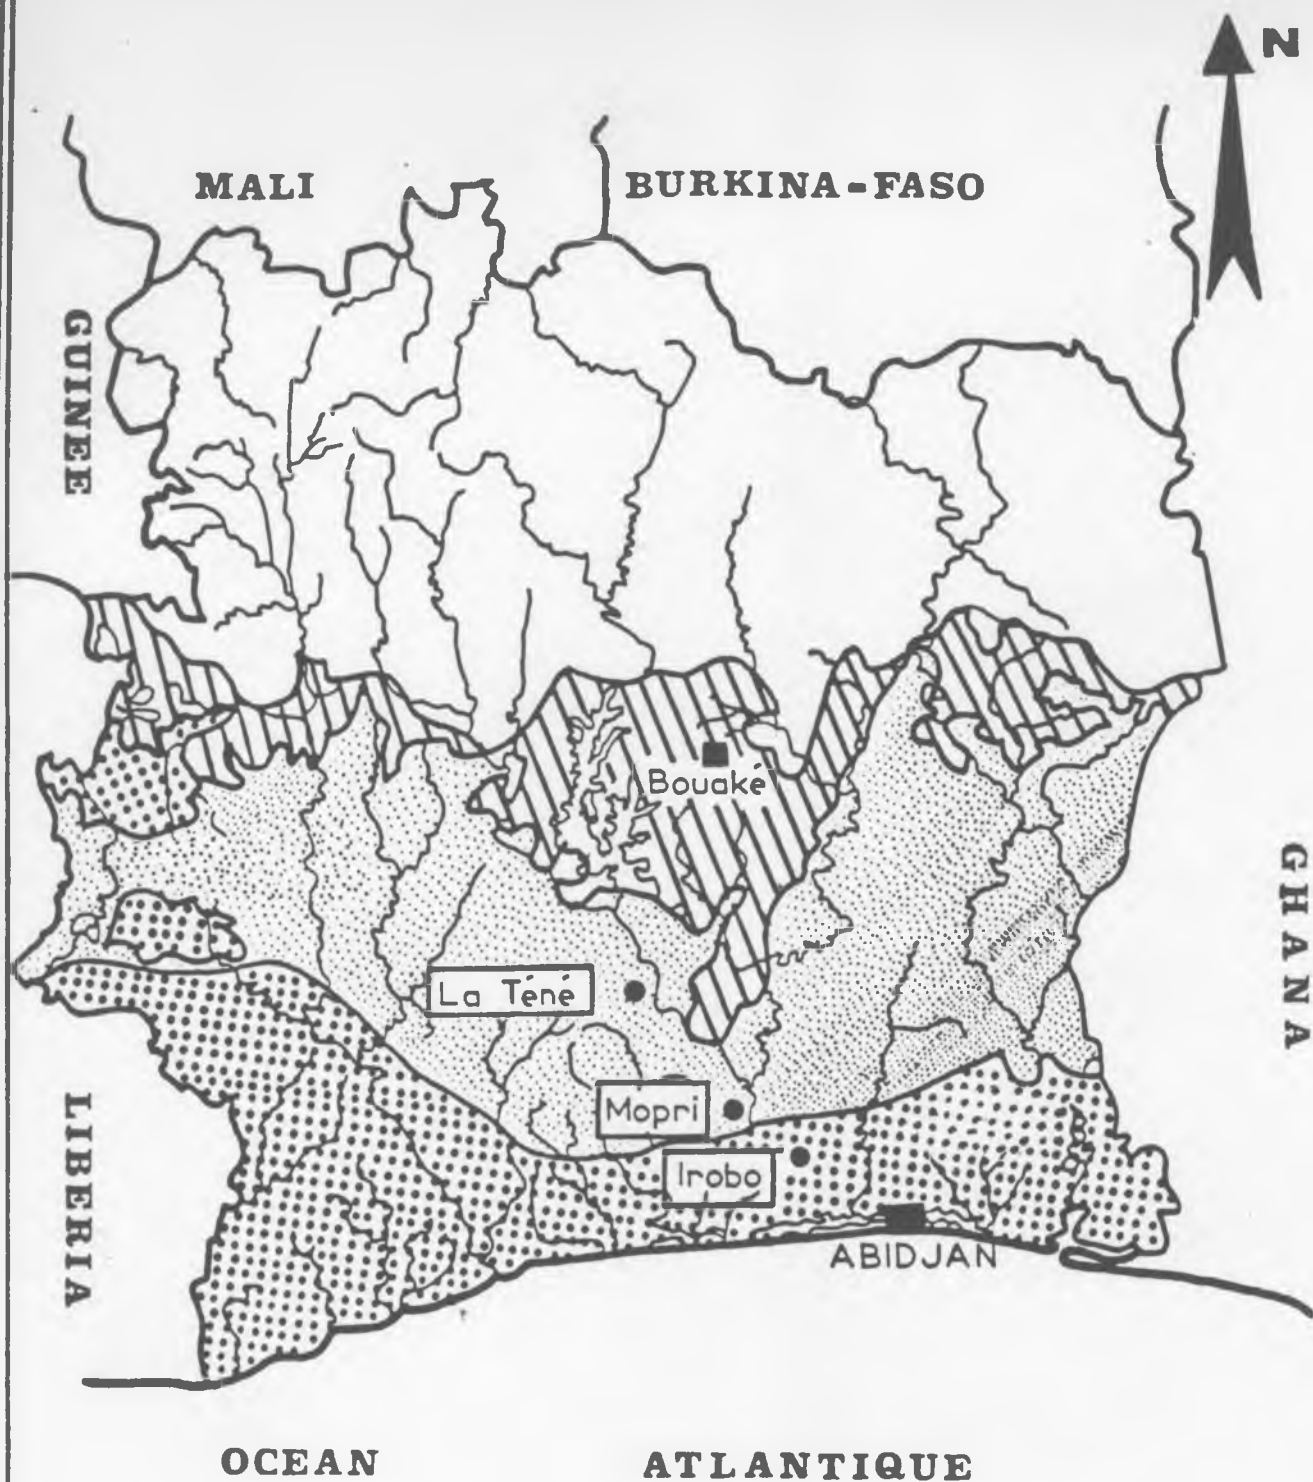 N
MALI
BURKINA-FASO
GUINEE
Bouaké
GHANA
La Téné
Mopri
LIBERIA
Irobo
ABIDJAN
OCEAN ATLANTIQUE